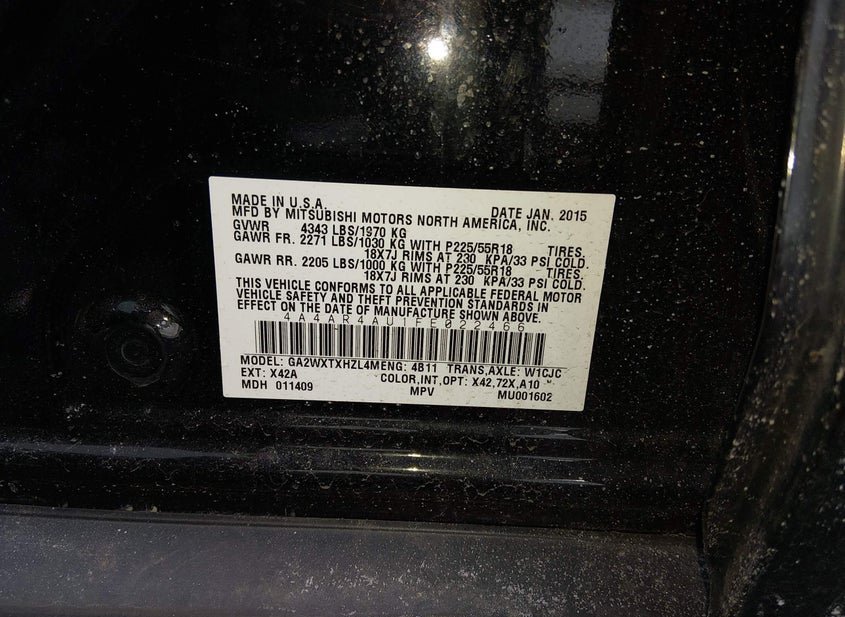 MADE IN U.S.A. DATE JAN. 2015
MFD BY MITSUBISHI MOTORS NORTH AMERICA, INC.
GVWR 4343 LBS/1970 KG
GAWR FR. 2271 LBS/1030 KG WITH P225/55R18 TIRES,
18X7J RIMS AT 230 KPA/33 PSI COLD.
GAWR RR. 2205 LBS/1000 KG WITH P225/55R18 TIRES,
18X7J RIMS AT 230 KPA/33 PSI COLD.
THIS VEHICLE CONFORMS TO ALL APPLICABLE FEDERAL MOTOR
VEHICLE SAFETY AND THEFT PREVENTION STANDARDS IN
EFFECT ON THE DATE OF MANUFACTURE SHOWN ABOVE.
4A4AR4AU1FE022466
MODEL: GA2WXTXHZL4MENG: 4B11 TRANS,AXLE: W1CJC
EXT: X42A COLOR,INT,OPT: X42,72X,A10
MDH 011409 MPV MU001602